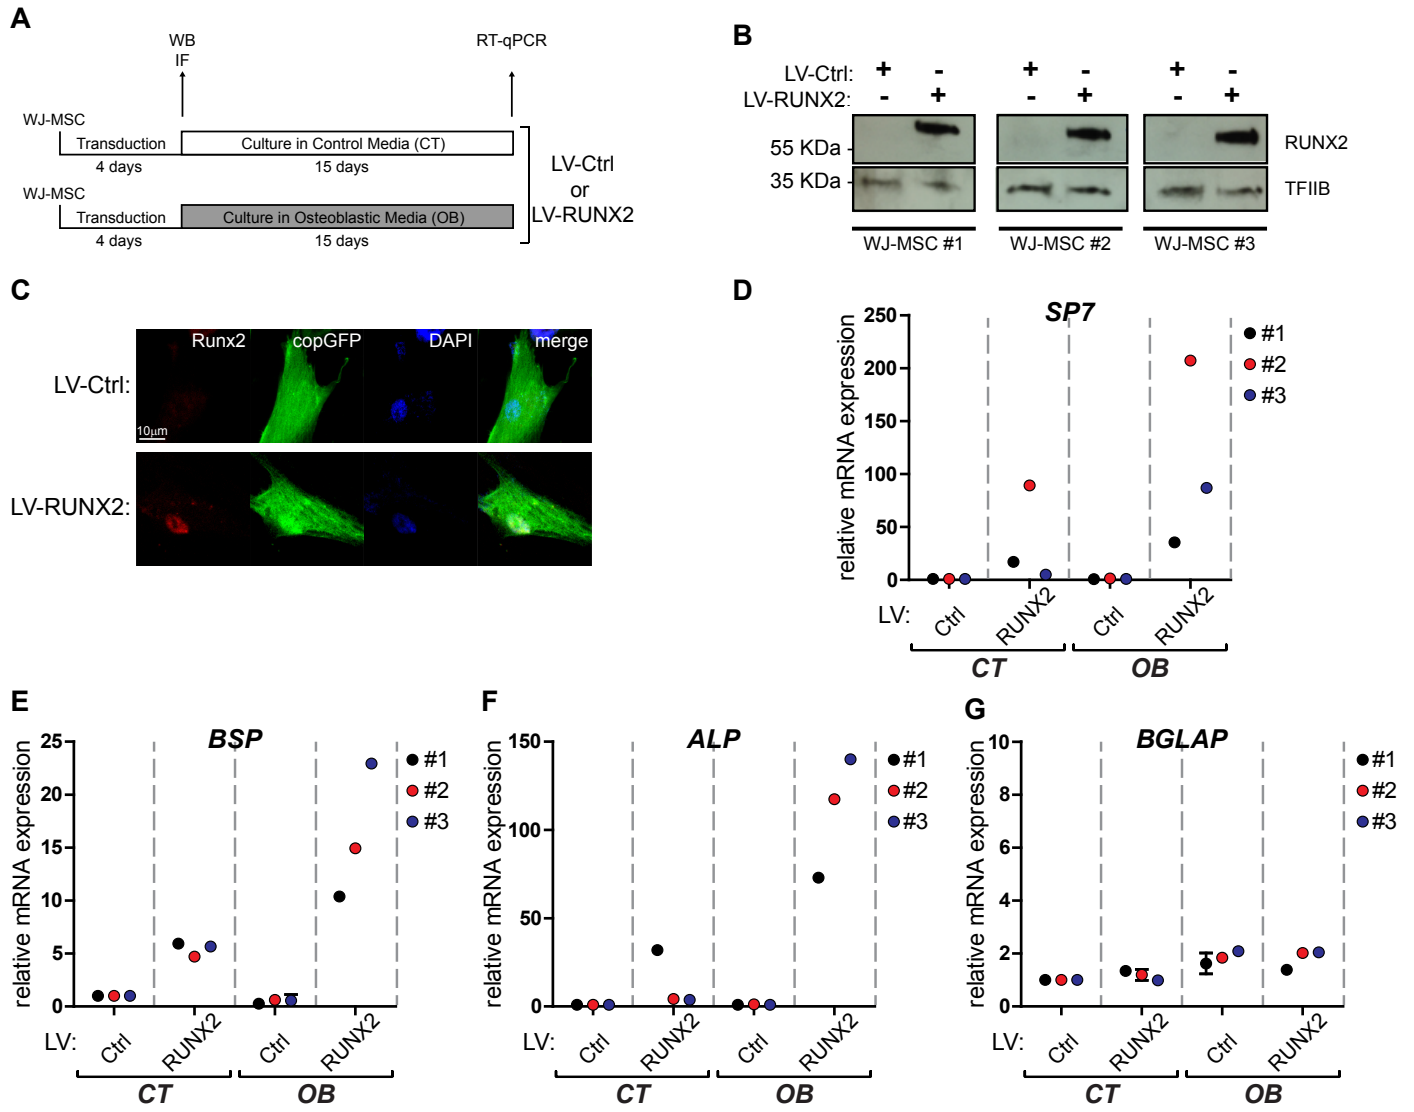 A
WB
IF
RT-qPCR
WJ-MSC
Transduction
Culture in Control Media (CT)
4 days
15 days
WJ-MSC
Transduction
Culture in Osteoblastic Media (OB)
4 days
15 days
LV-Ctrl
or
LV-RUNX2
B
LV-Ctrl: + - + - + -
LV-RUNX2: - + - + - +
55 KDa
RUNX2
35 KDa
TFIIB
WJ-MSC #1 WJ-MSC #2 WJ-MSC #3
C
Runx2 copGFP DAPI merge
LV-Ctrl:
10µm
LV-RUNX2:
D
SP7
relative mRNA expression
250
200
150
100
50
0
#1
#2
#3
LV: Ctrl RUNX2 Ctrl RUNX2
CT OB
E
BSP
relative mRNA expression
25
20
15
10
5
0
#1
#2
#3
LV: Ctrl RUNX2 Ctrl RUNX2
CT OB
F
ALP
relative mRNA expression
150
100
50
0
#1
#2
#3
LV: Ctrl RUNX2 Ctrl RUNX2
CT OB
G
BGLAP
relative mRNA expression
10
8
6
4
2
0
#1
#2
#3
LV: Ctrl RUNX2 Ctrl RUNX2
CT OB